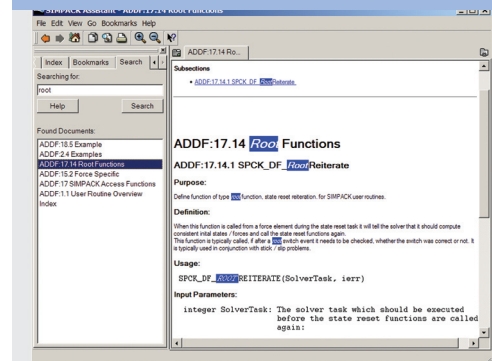 SIMPACK Assistant - ADDF:17.14 Root Functions
File Edit View Go Bookmarks Help
ADDF:17.14 Ro...
Index Bookmarks Search
Searching for:
root
Help Search
Found Documents:
ADDF:18.5 Example
ADDF:2.4 Examples
ADDF:17.14 Root Functions
ADDF:15.2 Force Specific
ADDF:17 SIMPACK Access Functions
ADDF:1.1 User Routine Overview
Index
Subsections
ADDF:17.14.1 SPCK_DF_RootReiterate
ADDF:17.14 Root Functions
ADDF:17.14.1 SPCK_DF_RootReiterate
Purpose:
Define function of type root function, state reset reiteration, for SIMPACK user routines.
Definition:
When this function is called from a force element during the state reset task it will tell the solver that it should compute
consistent inital states / forces and call the state reset functions again.
This function is typically called, if after a root switch event it needs to be checked, whether the switch was correct or not. It
is typically used in conjunction with stick / slip problems.
Usage:
SPCK_DF_ROOTREITERATE(SolverTask, ierr)
Input Parameters:
integer SolverTask: The solver task which should be executed
before the state reset functions are called
again: